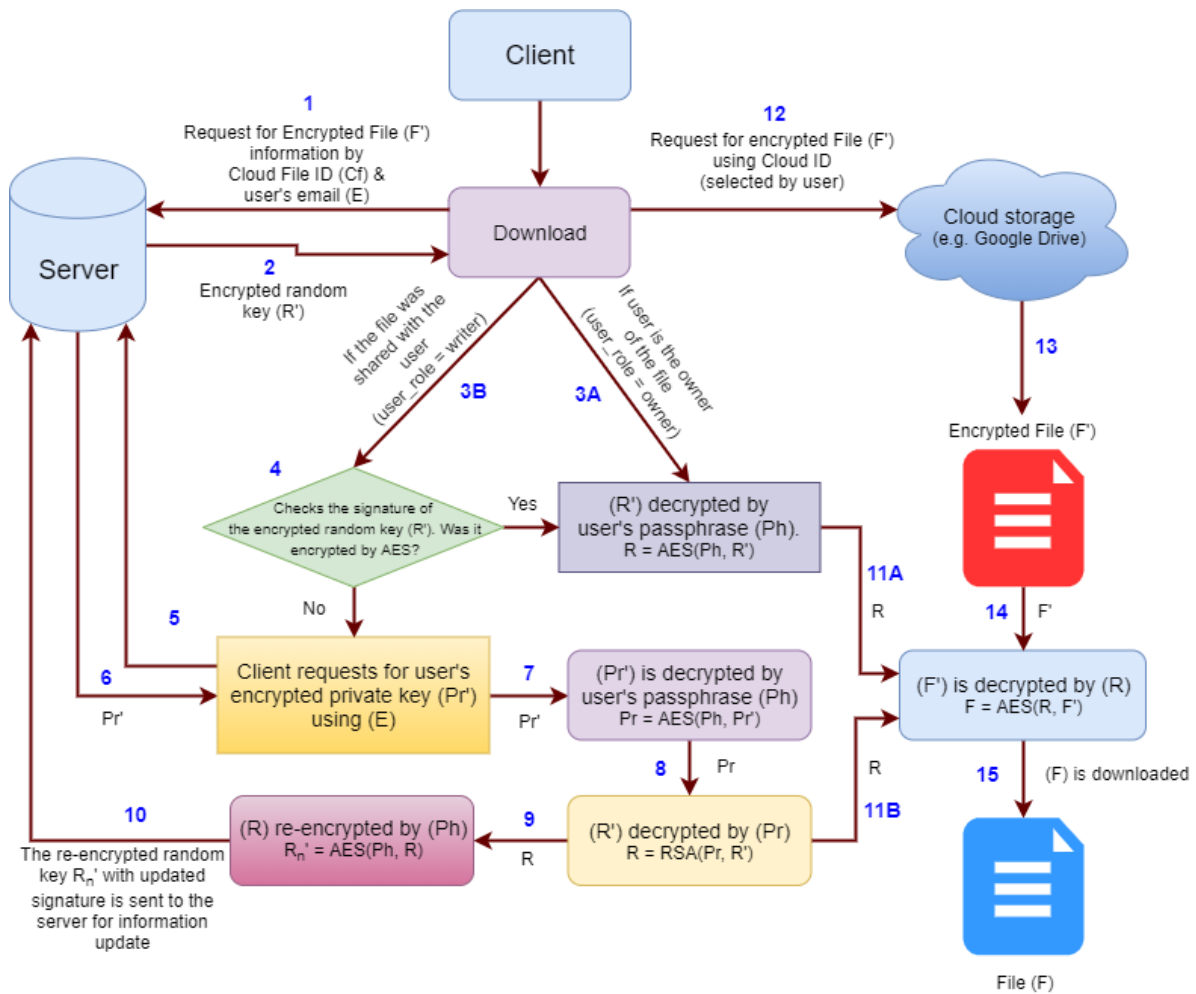 Client
1
Request for Encrypted File (F')
information by
Cloud File ID (Cf) &
user's email (E)
12
Request for encrypted File (F')
using Cloud ID
(selected by user)
Server
Download
Cloud storage
(e.g. Google Drive)
2
Encrypted random
key (R')
If the file was
shared with the
user
(user_role = writer)
3B
If user is the owner
of the file
(user_role = owner)
3A
13
Encrypted File (F')
4
Checks the signature of
the encrypted random key (R'). Was it
encrypted by AES?
Yes
(R') decrypted by
user's passphrase (Ph).
R = AES(Ph, R')
11A
R
No
14
F'
5
6
Pr'
Client requests for user's
encrypted private key (Pr')
using (E)
7
Pr'
(Pr') is decrypted by
user's passphrase (Ph)
Pr = AES(Ph, Pr')
(F') is decrypted by (R)
F = AES(R, F')
8
Pr
R
11B
15
(F) is downloaded
10
The re-encrypted random
key Rn' with updated
signature is sent to the
server for information
update
(R) re-encrypted by (Ph)
Rn' = AES(Ph, R)
9
R
(R') decrypted by (Pr)
R = RSA(Pr, R')
File (F)